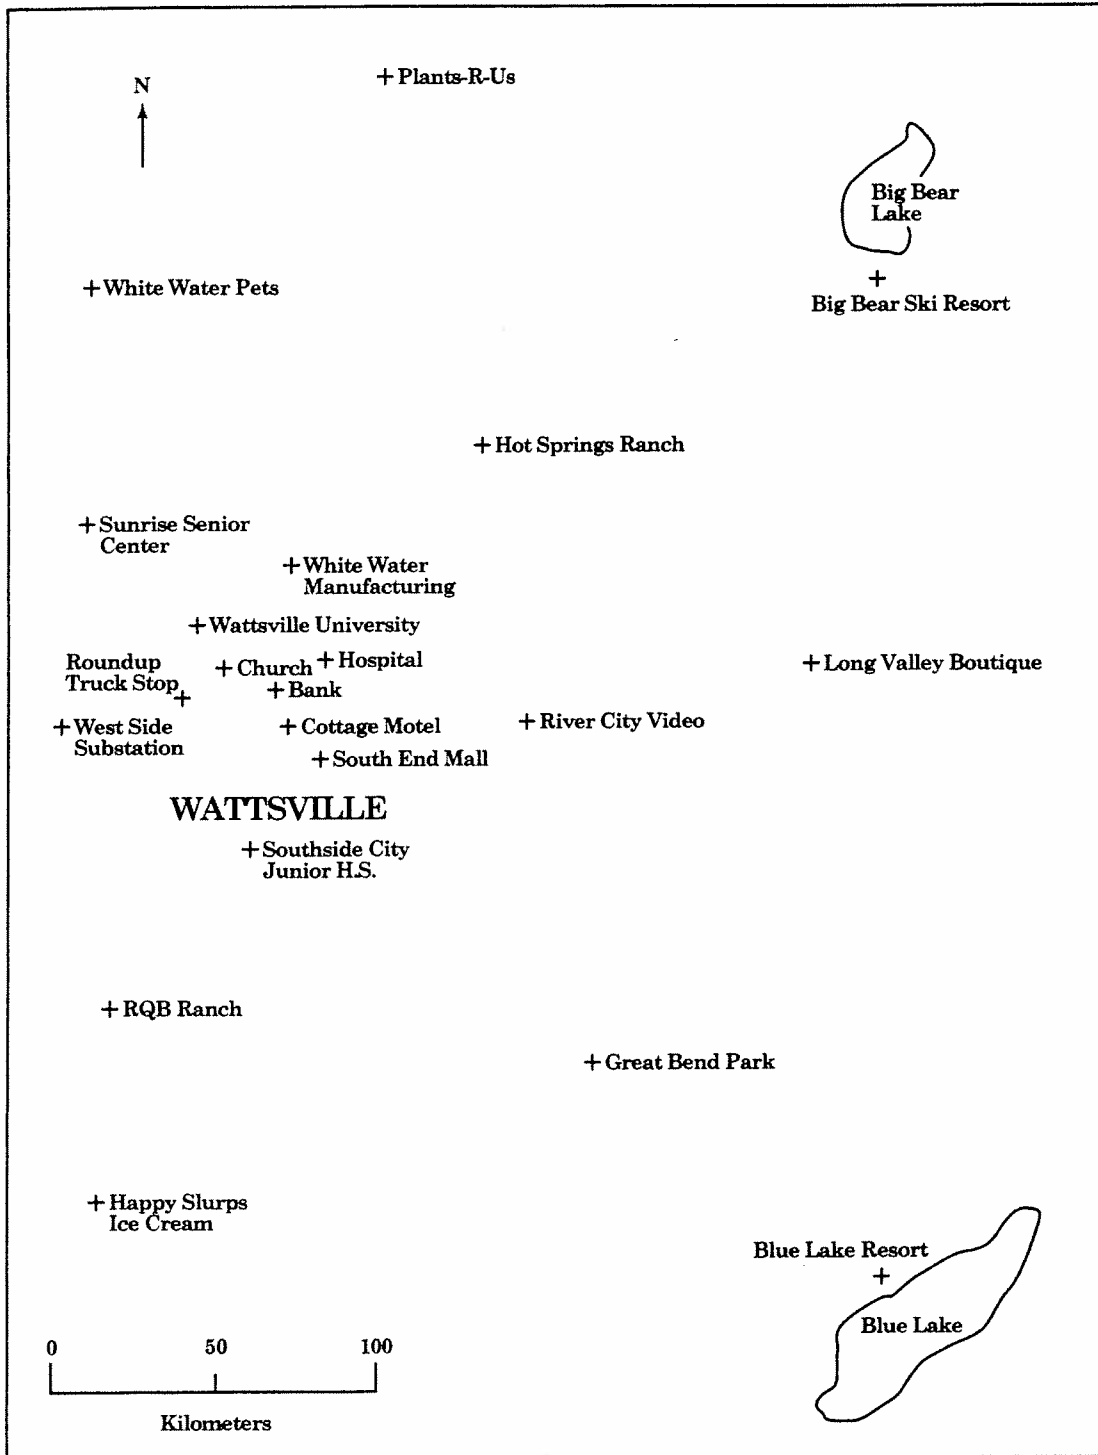 N
Plants-R-Us
Big Bear
Lake
White Water Pets
Big Bear Ski Resort
Hot Springs Ranch
Sunrise Senior
Center
White Water
Manufacturing
Wattsville University
Roundup
Truck Stop
Church
Hospital
Bank
Long Valley Boutique
West Side
Substation
Cottage Motel
River City Video
South End Mall
WATTSVILLE
Southside City
Junior H.S.
RQB Ranch
Great Bend Park
Happy Slurps
Ice Cream
Blue Lake Resort
Blue Lake
0 50 100
Kilometers